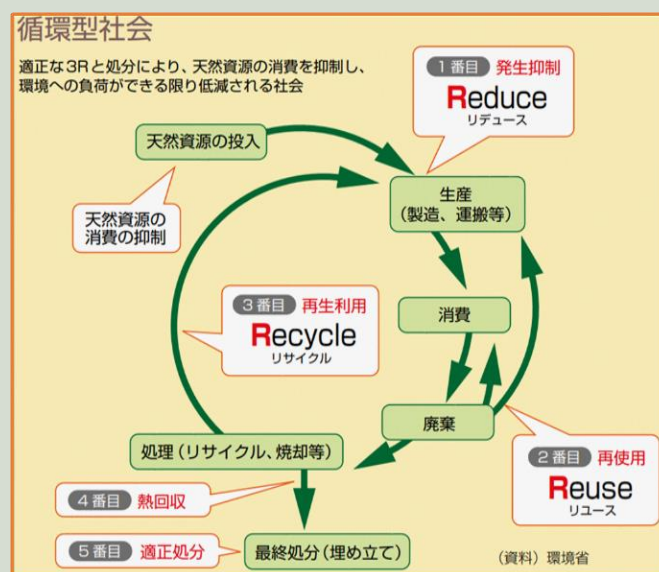 循環型社会
適正な3Rと処分により、天然資源の消費を抑制し、
環境への負荷ができる限り低減される社会
1番目 発生抑制
Reduce
リデュース
天然資源の投入
天然資源の
消費の抑制
生産
(製造、運搬等)
3番目 再生利用
Recycle
リサイクル
消費
廃棄
処理(リサイクル、焼却等)
2番目 再使用
Reuse
リユース
4番目 熱回収
5番目 適正処分
最終処分(埋め立て)
(資料)環境省